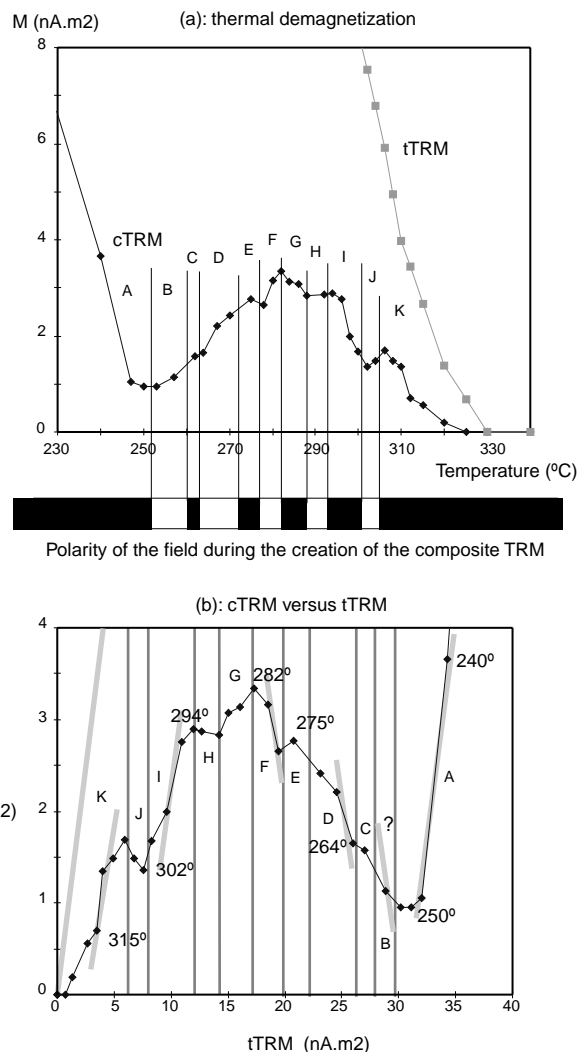 (a): thermal demagnetization
M (nA.m2)
8
6
4
2
0
tTRM
cTRM
A
B
C
D
E
F
G
H
I
J
K
230
250
270
290
310
330
Temperature (ºC)
Polarity of the field during the creation of the composite TRM
(b): cTRM versus tTRM
4
3
2
1
0
2)
K
J
I
294º
H
G
282º
F
E
275º
D
C
?
B
A
240º
302º
315º
264º
250º
0
5
10
15
20
25
30
35
40
tTRM (nA.m2)